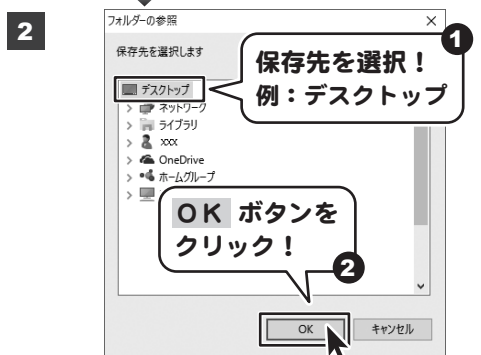 2
フォルダーの参照
×
保存先を選択します
1
保存先を選択！
例：デスクトップ
デスクトップ
ネットワーク
ライブラリ
xxx
OneDrive
ホームグループ
OK ボタンを
クリック！
2
OK
キャンセル